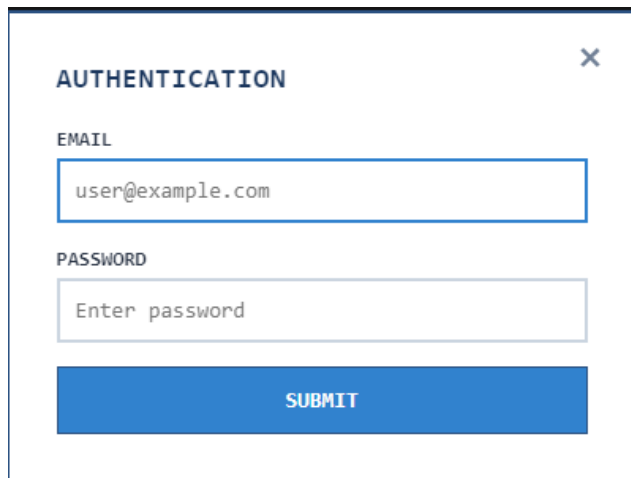 AUTHENTICATION
×
EMAIL
user@example.com
PASSWORD
Enter password
SUBMIT